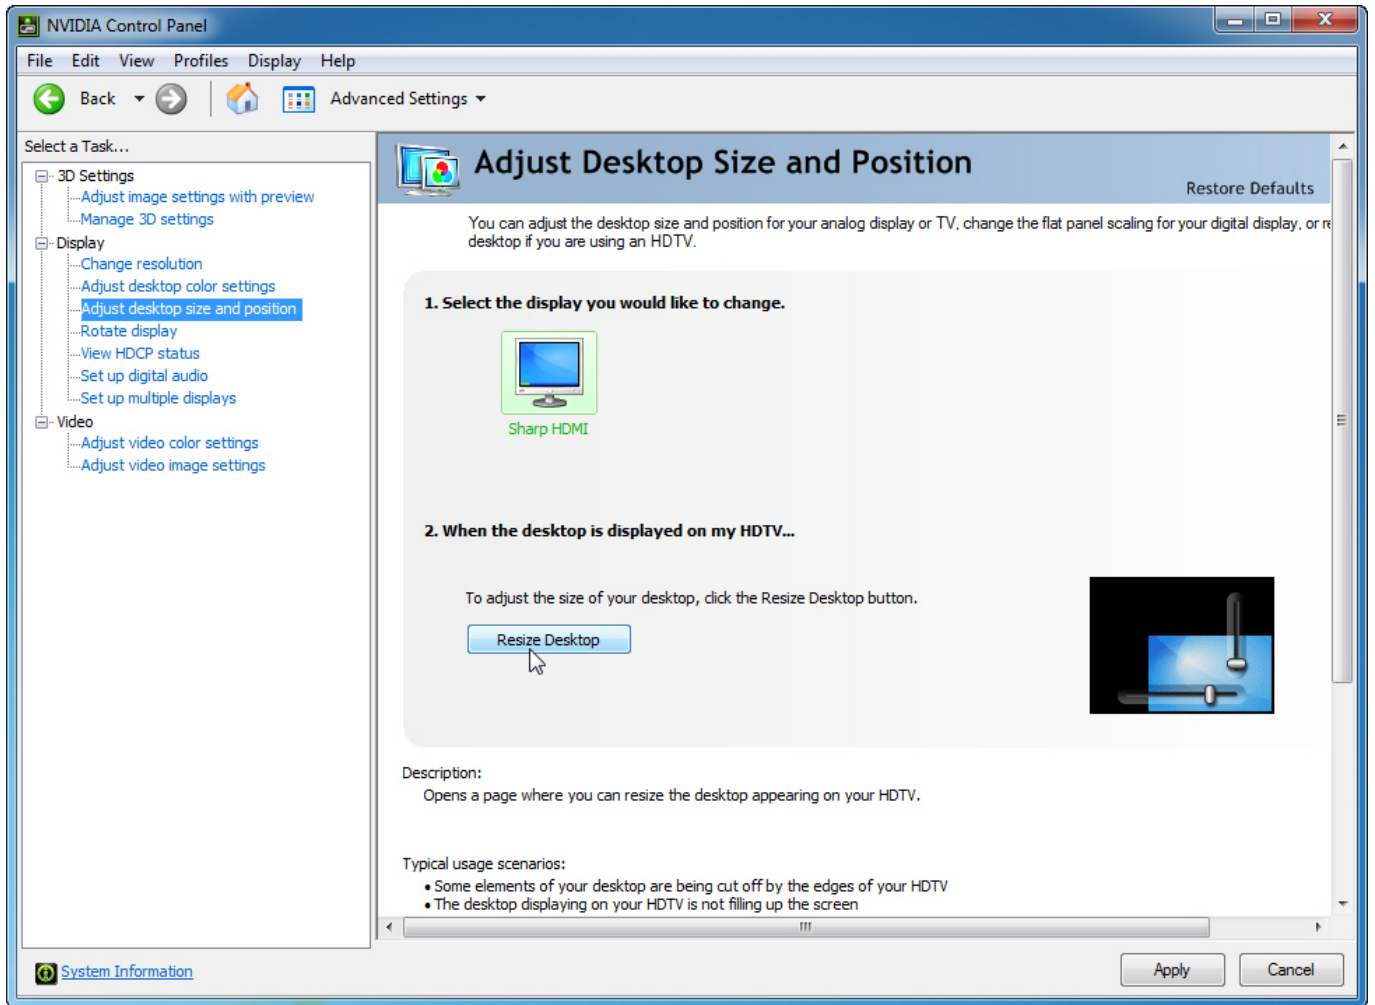 NVIDIA Control Panel
File Edit View Profiles Display Help
Back Advanced Settings
Select a Task...
3D Settings
Adjust image settings with preview
Manage 3D settings
Display
Change resolution
Adjust desktop color settings
Adjust desktop size and position
Rotate display
View HDCP status
Set up digital audio
Set up multiple displays
Video
Adjust video color settings
Adjust video image settings
System Information
Adjust Desktop Size and Position
Restore Defaults
You can adjust the desktop size and position for your analog display or TV, change the flat panel scaling for your digital display, or
desktop if you are using an HDTV.
1. Select the display you would like to change.
Sharp HDMI
2. When the desktop is displayed on my HDTV...
To adjust the size of your desktop, click the Resize Desktop button.
Resize Desktop
Description:
Opens a page where you can resize the desktop appearing on your HDTV.
Typical usage scenarios:
• Some elements of your desktop are being cut off by the edges of your HDTV
• The desktop displaying on your HDTV is not filling up the screen
Apply Cancel